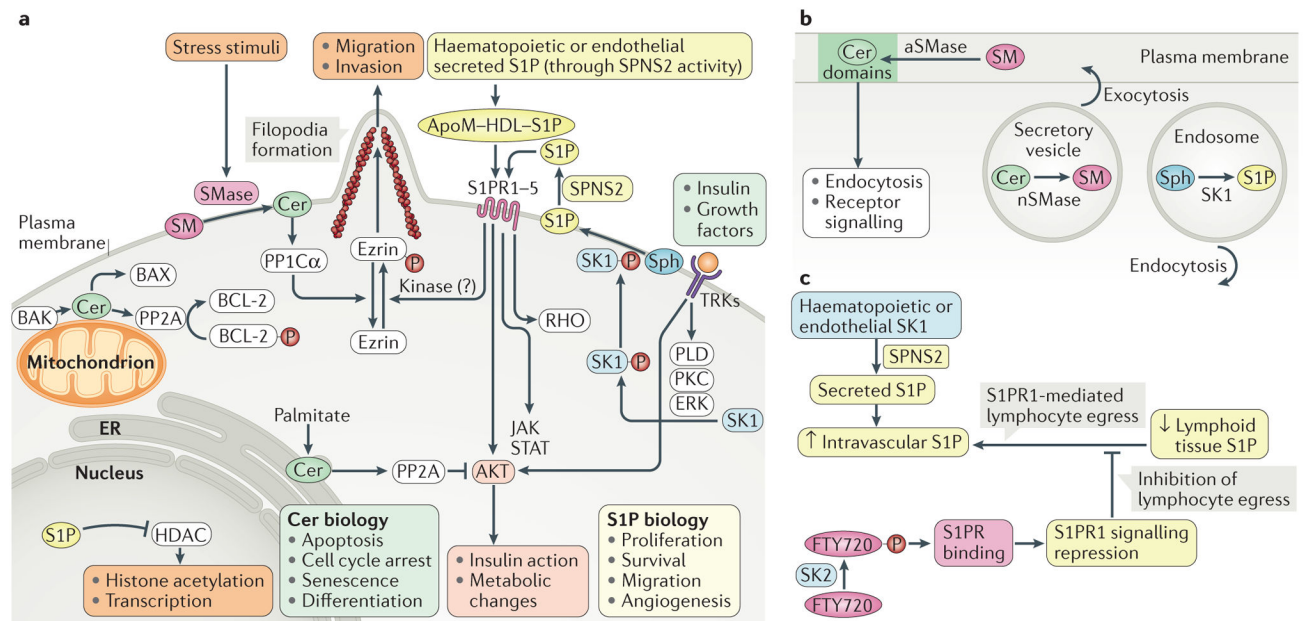 a
Stress stimuli
• Migration
• Invasion
Haematopoietic or endothelial
secreted S1P (through SPNS2 activity)
Filopodia
formation
ApoM–HDL–S1P
S1P
SPNS2
S1P
S1PR1–5
• Insulin
• Growth
factors
SMase
SM
Cer
Plasma
membrane
PP1Cα
Ezrin
P
Kinase (?)
Ezrin
SK1
P
Sph
TRKs
BAX
BAK
Cer
PP2A
BCL-2
BCL-2
P
Mitochondrion
RHO
SK1
P
PLD
PKC
ERK
SK1
JAK
STAT
Palmitate
ER
Cer
PP2A
AKT
Nucleus
S1P
HDAC
• Histone acetylation
• Transcription
Cer biology
• Apoptosis
• Cell cycle arrest
• Senescence
• Differentiation
• Insulin action
• Metabolic
changes
S1P biology
• Proliferation
• Survival
• Migration
• Angiogenesis
b
Cer
domains
aSMase
SM
Plasma membrane
Exocytosis
Secretory
vesicle
Cer
SM
nSMase
Endosome
Sph
S1P
SK1
Endocytosis
• Endocytosis
• Receptor
signalling
c
Haematopoietic or
endothelial SK1
SPNS2
Secreted S1P
↑ Intravascular S1P
S1PR1-mediated
lymphocyte egress
↓ Lymphoid
tissue S1P
Inhibition of
lymphocyte egress
FTY720
P
S1PR
binding
S1PR1 signalling
repression
SK2
FTY720